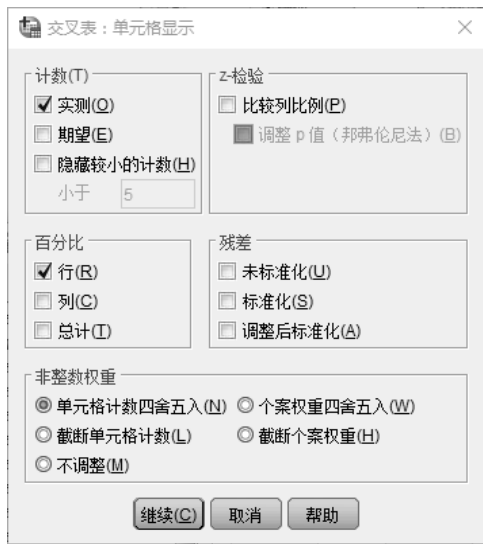 交叉表：单元格显示
计数(T)
实测(O)
期望(E)
隐藏较小的计数(H)
小于 5
z-检验
比较列比例(P)
调整 p 值（邦弗伦尼法）(B)
百分比
行(R)
列(C)
总计(T)
残差
未标准化(U)
标准化(S)
调整后标准化(A)
非整数权重
单元格计数四舍五入(N) 个案权重四舍五入(W)
截断单元格计数(L) 截断个案权重(H)
不调整(M)
继续(C) 取消 帮助